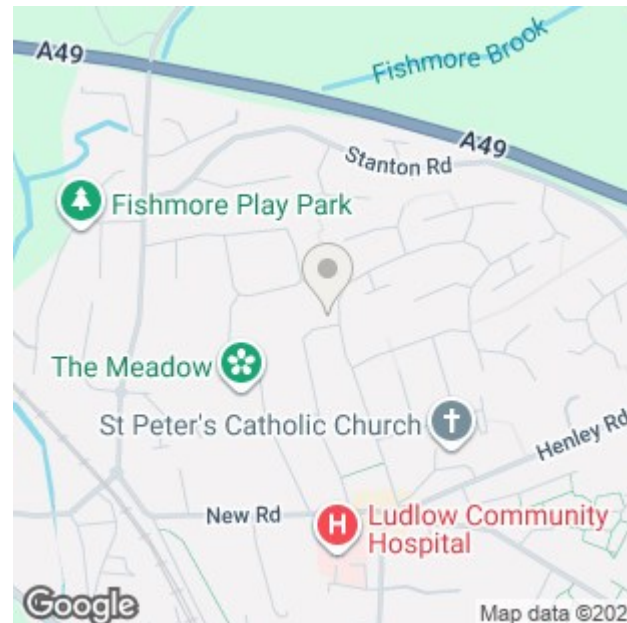 A49
Fishmore Brook
A49
Stanton Rd
Fishmore Play Park
The Meadow
St Peter's Catholic Church
Henley Rd
New Rd
H
Ludlow Community
Hospital
Google
Map data ©202